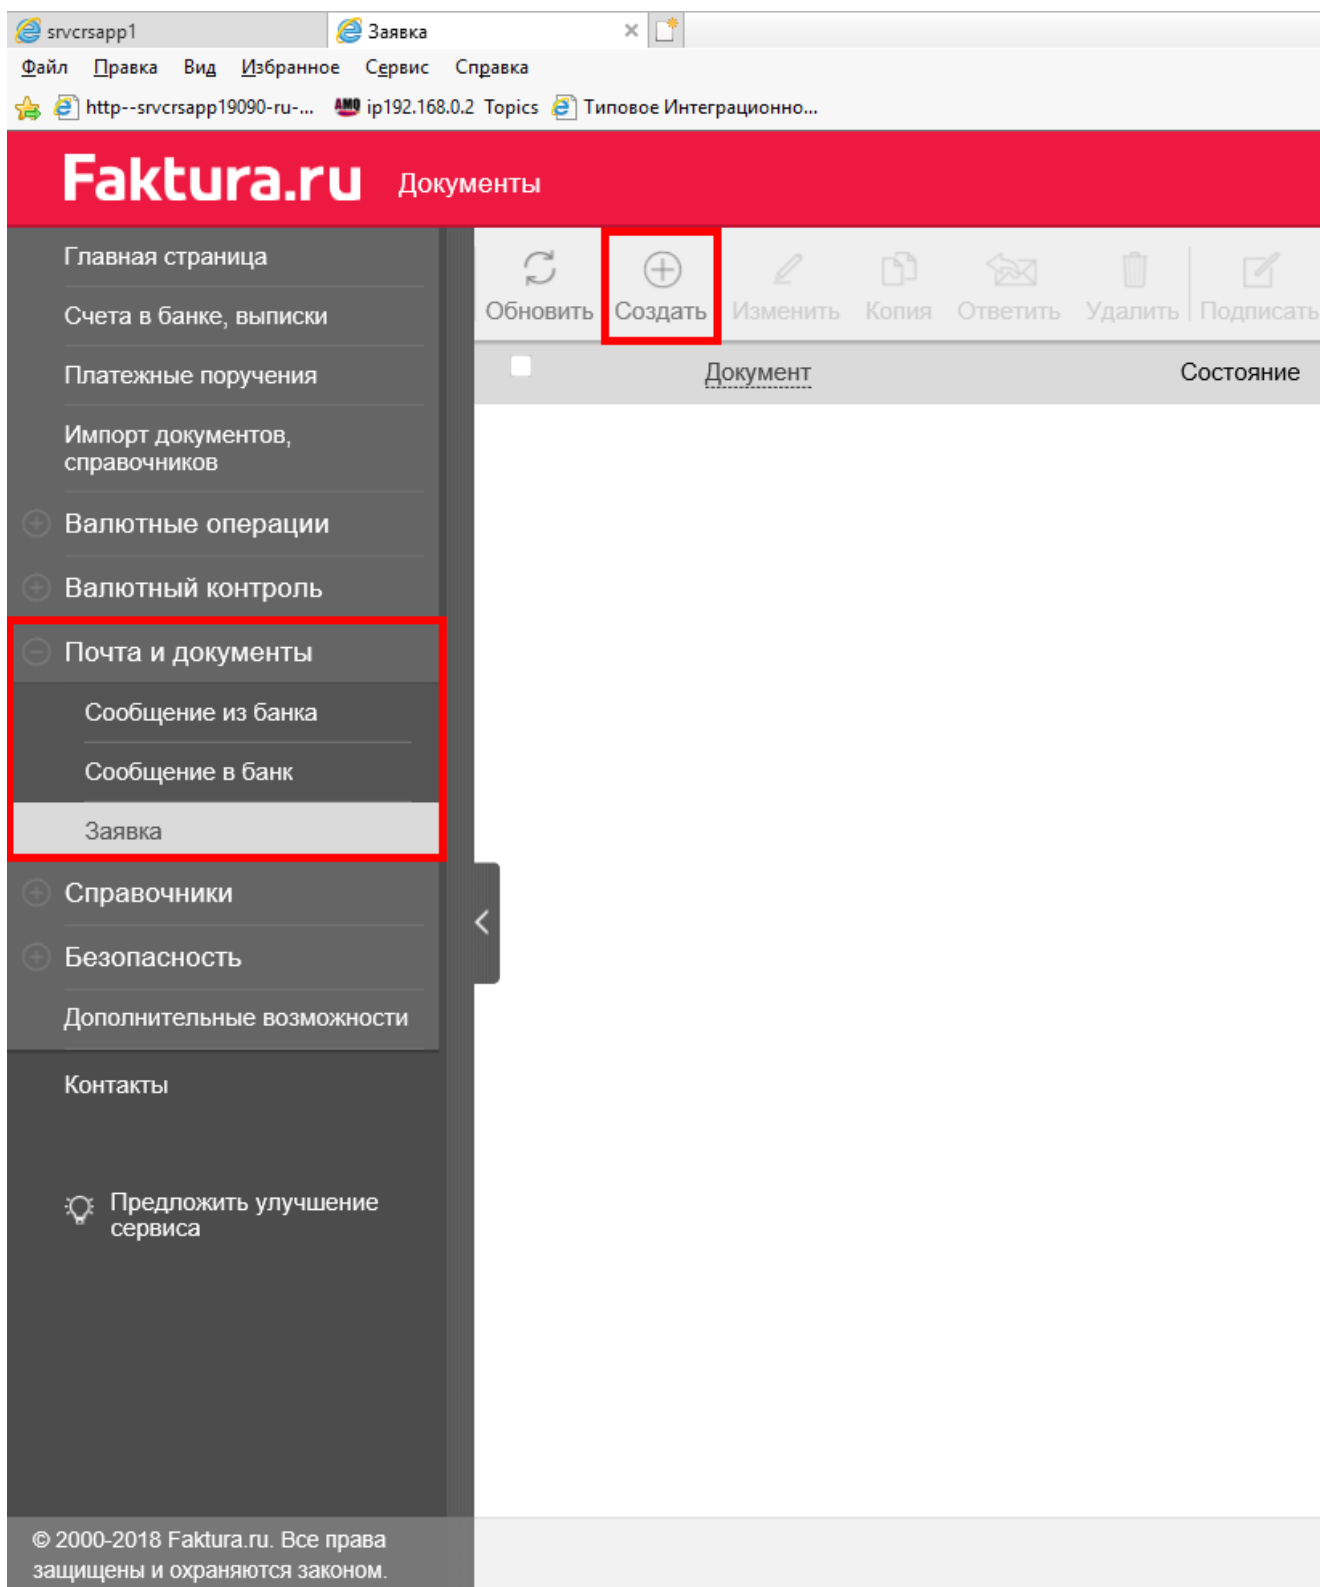 srvcrsapp1
Заявка
Файл Правка Вид Избранное Сервис Справка
http--srvcrsapp19090-ru-... ip192.168.0.2 Topics Типовое Интеграционно...
Faktura.ru Документы
Главная страница
Счета в банке, выписки
Платежные поручения
Импорт документов,
справочников
Валютные операции
Валютный контроль
Почта и документы
Сообщение из банка
Сообщение в банк
Заявка
Справочники
Безопасность
Дополнительные возможности
Контакты
Предложить улучшение
сервиса
© 2000-2018 Faktura.ru. Все права
защищены и охраняются законом.
Обновить Создать Изменить Копия Ответить Удалить Подписать
Документ Состояние